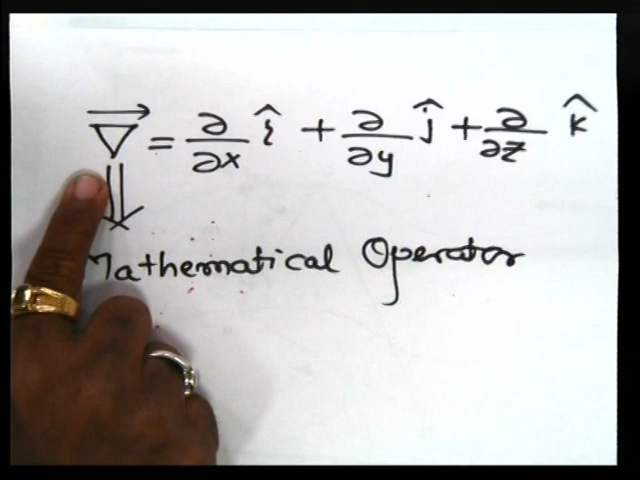 ∇⃗ = ∂/∂x î + ∂/∂y ĵ + ∂/∂z k̂
Mathematical Operator